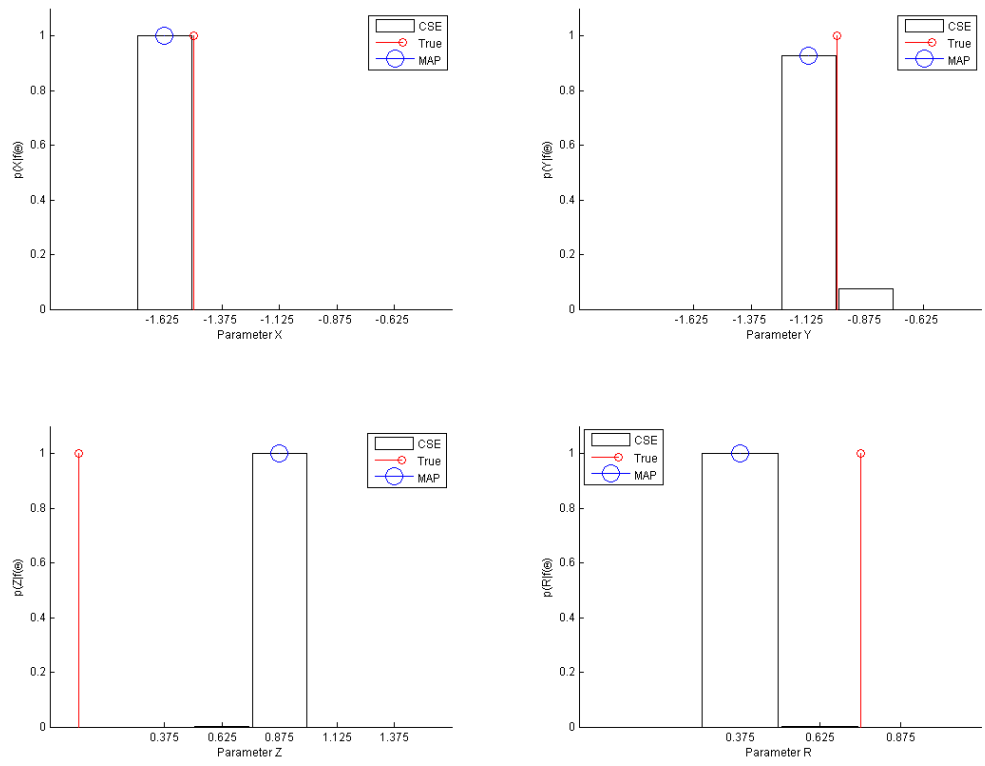 1
0.8
0.6
0.4
0.2
0
p(X|f(e))
-1.625 -1.375 -1.125 -0.875 -0.625
Parameter X
CSE
True
MAP
1
0.8
0.6
0.4
0.2
0
p(Y|f(e))
-1.625 -1.375 -1.125 -0.875 -0.625
Parameter Y
CSE
True
MAP
1
0.8
0.6
0.4
0.2
0
p(Z|f(e))
0.375 0.625 0.875 1.125 1.375
Parameter Z
CSE
True
MAP
1
0.8
0.6
0.4
0.2
0
p(R|f(e))
0.375 0.625 0.875
Parameter R
CSE
True
MAP